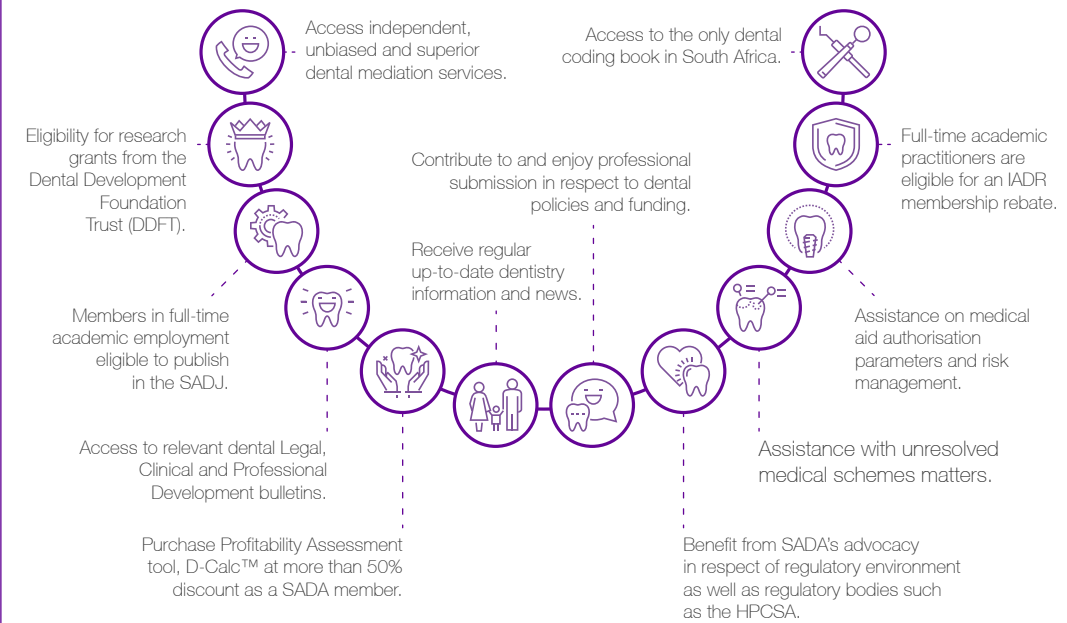 Access independent,
unbiased and superior
dental mediation services.
Eligibility for research
grants from the
Dental Development
Foundation
Trust (DDFT).
Members in full-time
academic employment
eligible to publish
in the SADJ.
Access to relevant dental Legal,
Clinical and Professional
Development bulletins.
Purchase Profitability Assessment
tool, D-Calc™ at more than 50%
discount as a SADA member.
Receive regular
up-to-date dentistry
information and news.
Contribute to and enjoy professional
submission in respect to dental
policies and funding.
Benefit from SADA’s advocacy
in respect of regulatory environment
as well as regulatory bodies such
as the HPCSA.
Assistance with unresolved
medical schemes matters.
Assistance on medical
aid authorisation
parameters and risk
management.
Full-time academic
practitioners are
eligible for an IADR
membership rebate.
Access to the only dental
coding book in South Africa.